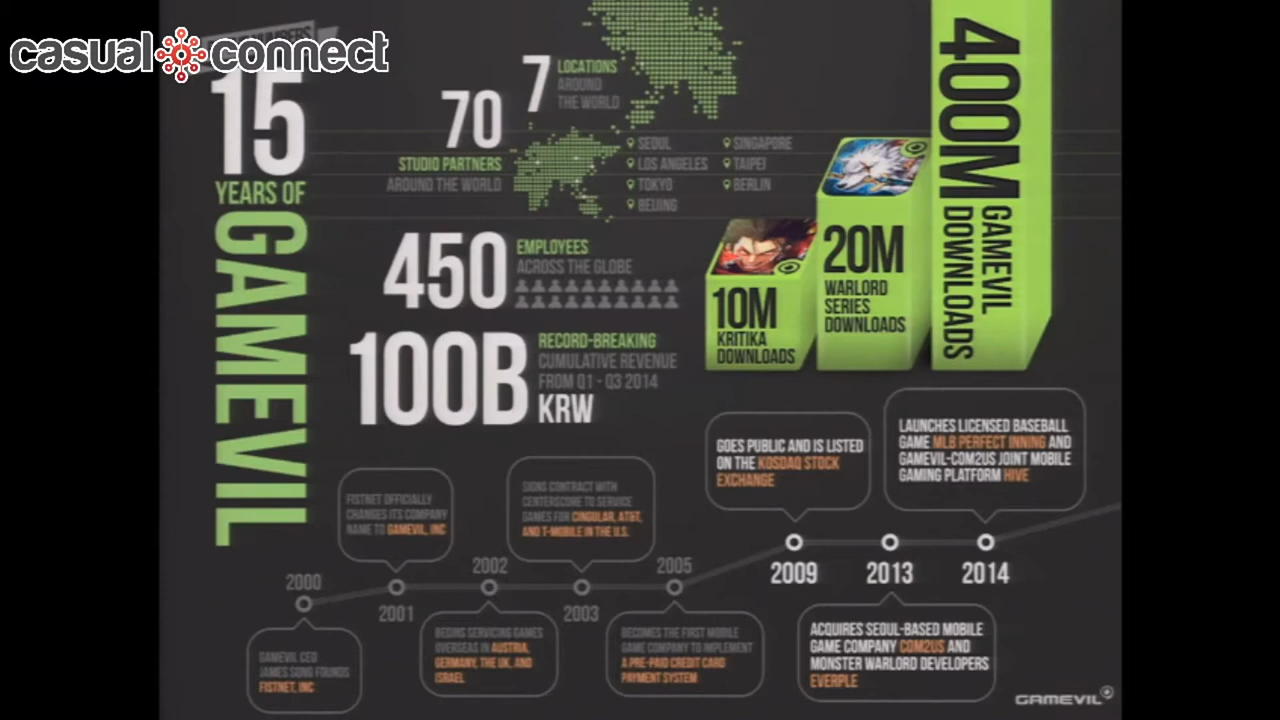 casual connect
15
YEARS OF
GAMEVIL
7
LOCATIONS
AROUND
THE WORLD
70
STUDIO PARTNERS
AROUND THE WORLD
SEOUL
LOS ANGELES
TOKYO
BEIJING
SINGAPORE
TAIPEI
BERLIN
450
EMPLOYEES
ACROSS THE GLOBE
100B
RECORD-BREAKING
CUMULATIVE REVENUE
FROM Q1 - Q3 2014
KRW
10M
KRITIKA
DOWNLOADS
20M
WARLORD
SERIES
DOWNLOADS
400M
GAMEVIL
DOWNLOADS
2000
GAMEVIL CEO
JAMES SONG FOUNDS
FISTNET, INC
FISTNET OFFICIALLY
CHANGES ITS COMPANY
NAME TO GAMEVIL, INC
2001
2002
BEGINS SERVICING GAMES
OVERSEAS IN AUSTRIA,
GERMANY, THE UK, AND
ISRAEL
SIGNS CONTRACT WITH
CENTERSCORE TO SERVICE
GAMES FOR CINGULAR, AT&T,
AND T-MOBILE IN THE U.S.
2003
2005
BECOMES THE FIRST MOBILE
GAME COMPANY TO IMPLEMENT
A PRE-PAID CREDIT CARD
PAYMENT SYSTEM
GOES PUBLIC AND IS LISTED
ON THE KOSDAQ STOCK
EXCHANGE
2009
2013
ACQUIRES SEOUL-BASED MOBILE
GAME COMPANY COM2US AND
MONSTER WARLORD DEVELOPERS
EVERPLE
LAUNCHES LICENSED BASEBALL
GAME MLB PERFECT INNING AND
GAMEVIL-COM2US JOINT MOBILE
GAMING PLATFORM HIVE
2014
GAMEVIL